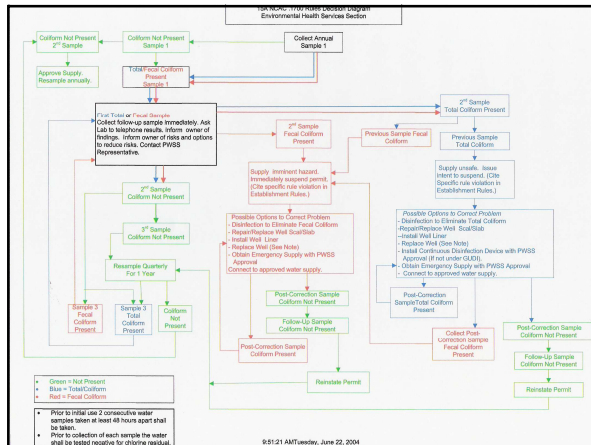 15A NCAC .1700 Rules Decision Diagram
Environmental Health Services Section
Coliform Not Present
2nd Sample
Coliform Not Present
Sample 1
Collect Annual
Sample 1
Approve Supply.
Resample annually.
Total/Fecal Coliform
Present
Sample 1
First Total or Fecal Sample
Collect follow-up sample immediately. Ask
Lab to telephone results. Inform owner of
findings. Inform owner of risks and options
to reduce risks. Contact PWSS
Representative.
2nd Sample
Total Coliform Present
2nd Sample
Fecal Coliform
Present
Previous Sample Fecal
Coliform
Previous Sample
Total Coliform
Supply imminent hazard.
Immediately suspend permit.
(Cite specific rule violation in
Establishment Rules.)
Supply unsafe, issue
intent to suspend. (Cite
Specific rule violation in
Establishment Rules.)
2nd Sample
Coliform Not Present
3rd Sample
Coliform Not Present
Resample Quarterly
For 1 Year
Possible Options to Correct Problem
- Disinfection to Eliminate Fecal Coliform
- Repair/Replace Well Seal/Slab
- Install Well Liner
- Replace Well (See Note)
- Obtain Emergency Supply with PWSS
Approval
Connect to approved water supply.
Possible Options to Correct Problem
- Disinfection to Eliminate Total Coliform
- Repair/Replace Well Seal/Slab
- Install Well Liner
- Replace Well (See Note)
- Install Continuous Disinfection Device with PWSS
Approval (If not under GUDI).
- Obtain Emergency Supply with PWSS Approval
- Connect to approved water supply.
Sample 3
Fecal
Coliform
Present
Sample 3
Total
Coliform
Present
Coliform
Not
Present
Post-Correction Sample
Coliform Not Present
Post-Correction
SampleTotal Coliform
Present
Follow-Up Sample
Coliform Not Present
Post-Correction Sample
Coliform Present
Collect Post-
Correction Sample
Fecal Coliform
Present
Post-Correction Sample
Coliform Not Present
Follow-Up Sample
Coliform Not Present
Reinstate Permit
Reinstate Permit
Green = Not Present
Blue = Total/Coliform
Red = Fecal Coliform
• Prior to initial use 2 consecutive water
samples taken at least 48 hours apart shall
be taken.
• Prior to collection of each sample the water
shall be tested negative for chlorine residual.
9:51:21 AMTuesday, June 22, 2004